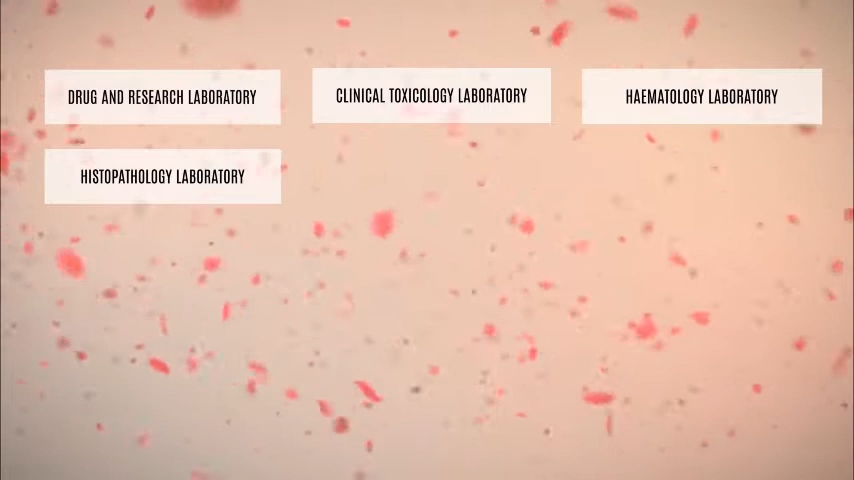 DRUG AND RESEARCH LABORATORY
CLINICAL TOXICOLOGY LABORATORY
HAEMATOLOGY LABORATORY
HISTOPATHOLOGY LABORATORY